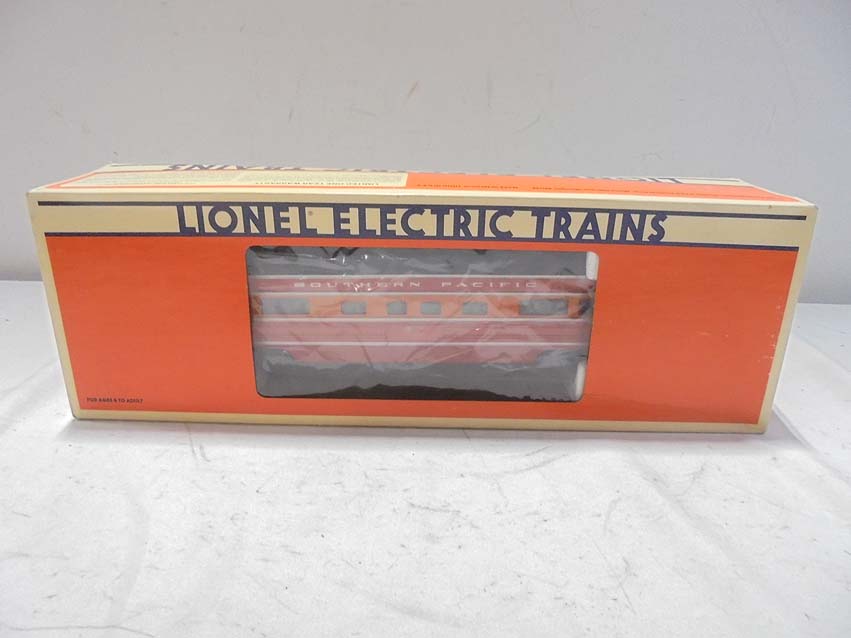 LIONEL® ELECTRIC TRAINS
SOUTHERN PACIFIC
FOR AGES 8 TO ADULT